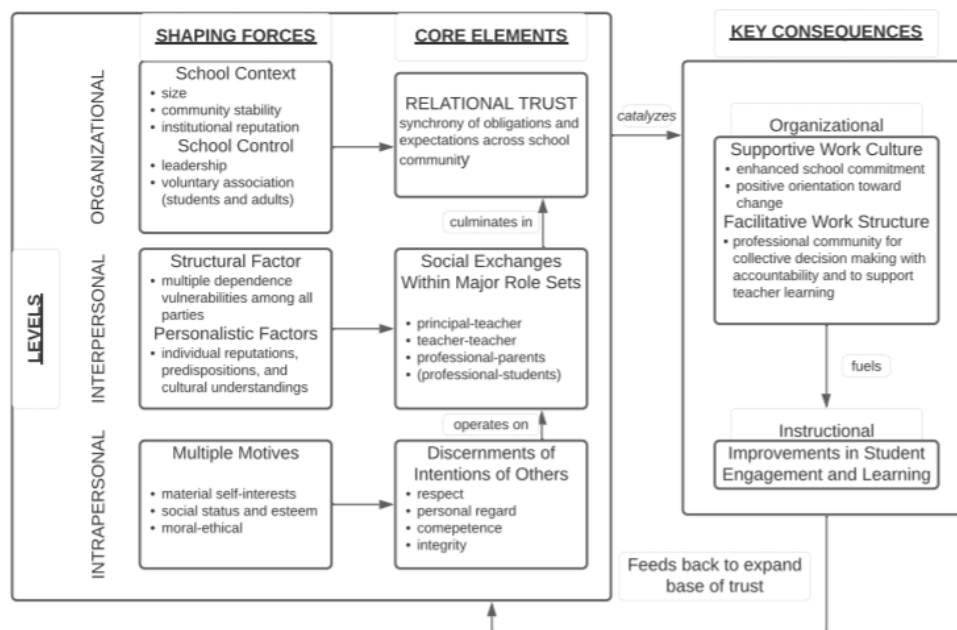 SHAPING FORCES
CORE ELEMENTS
KEY CONSEQUENCES
LEVELS
ORGANIZATIONAL
School Context
• size
• community stability
• institutional reputation
School Control
• leadership
• voluntary association
(students and adults)
RELATIONAL TRUST
synchrony of obligations and
expectations across school
community
culminates in
INTERPERSONAL
Structural Factor
• multiple dependence
vulnerabilities among all
parties
Personalistic Factors
• individual reputations,
predispositions, and
cultural understandings
Social Exchanges
Within Major Role Sets
• principal-teacher
• teacher-teacher
• professional-parents
• (professional-students)
operates on
INTRAPERSONAL
Multiple Motives
• material self-interests
• social status and esteem
• moral-ethical
Discernments of
Intentions of Others
• respect
• personal regard
• comepetence
• integrity
catalyzes
Organizational
Supportive Work Culture
• enhanced school commitment
• positive orientation toward
change
Facilitative Work Structure
• professional community for
collective decision making with
accountability and to support
teacher learning
fuels
Instructional
Improvements in Student
Engagement and Learning
Feeds back to expand
base of trust